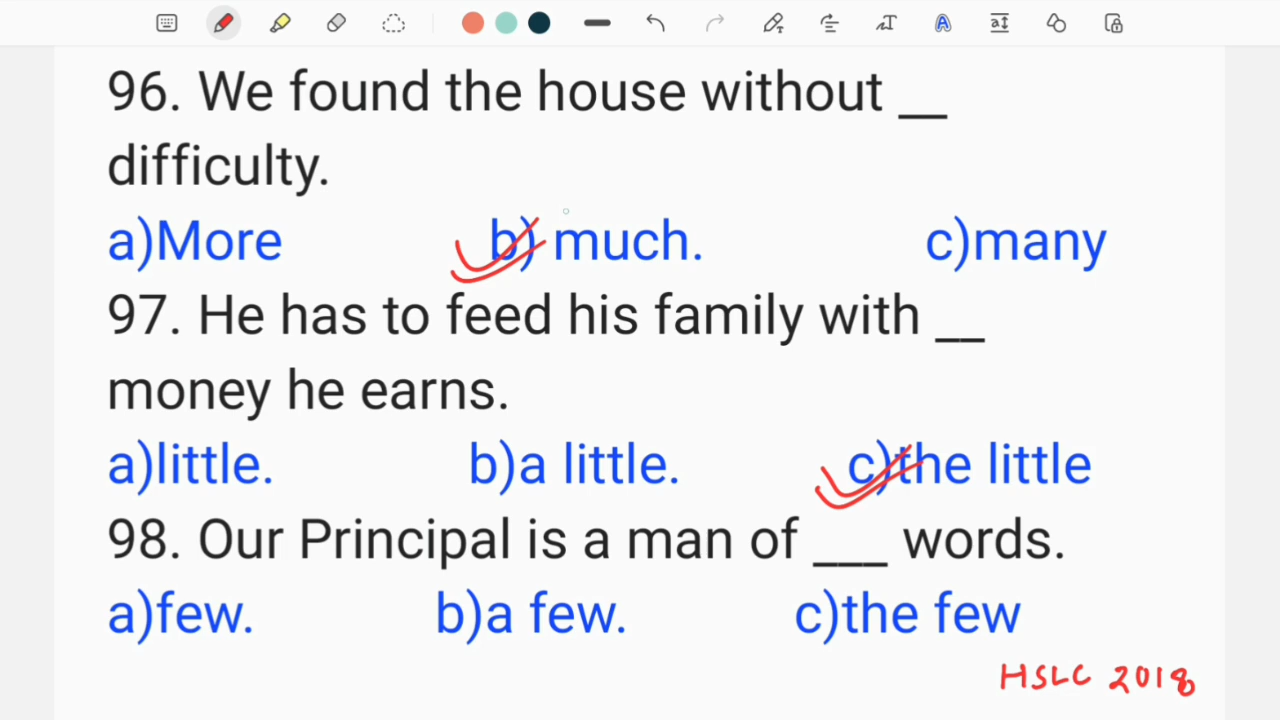 96. We found the house without __
difficulty.
a)More b) much. c)many
97. He has to feed his family with __
money he earns.
a)little. b)a little. c)the little
98. Our Principal is a man of ___ words.
a)few. b)a few. c)the few
HSLC 2018